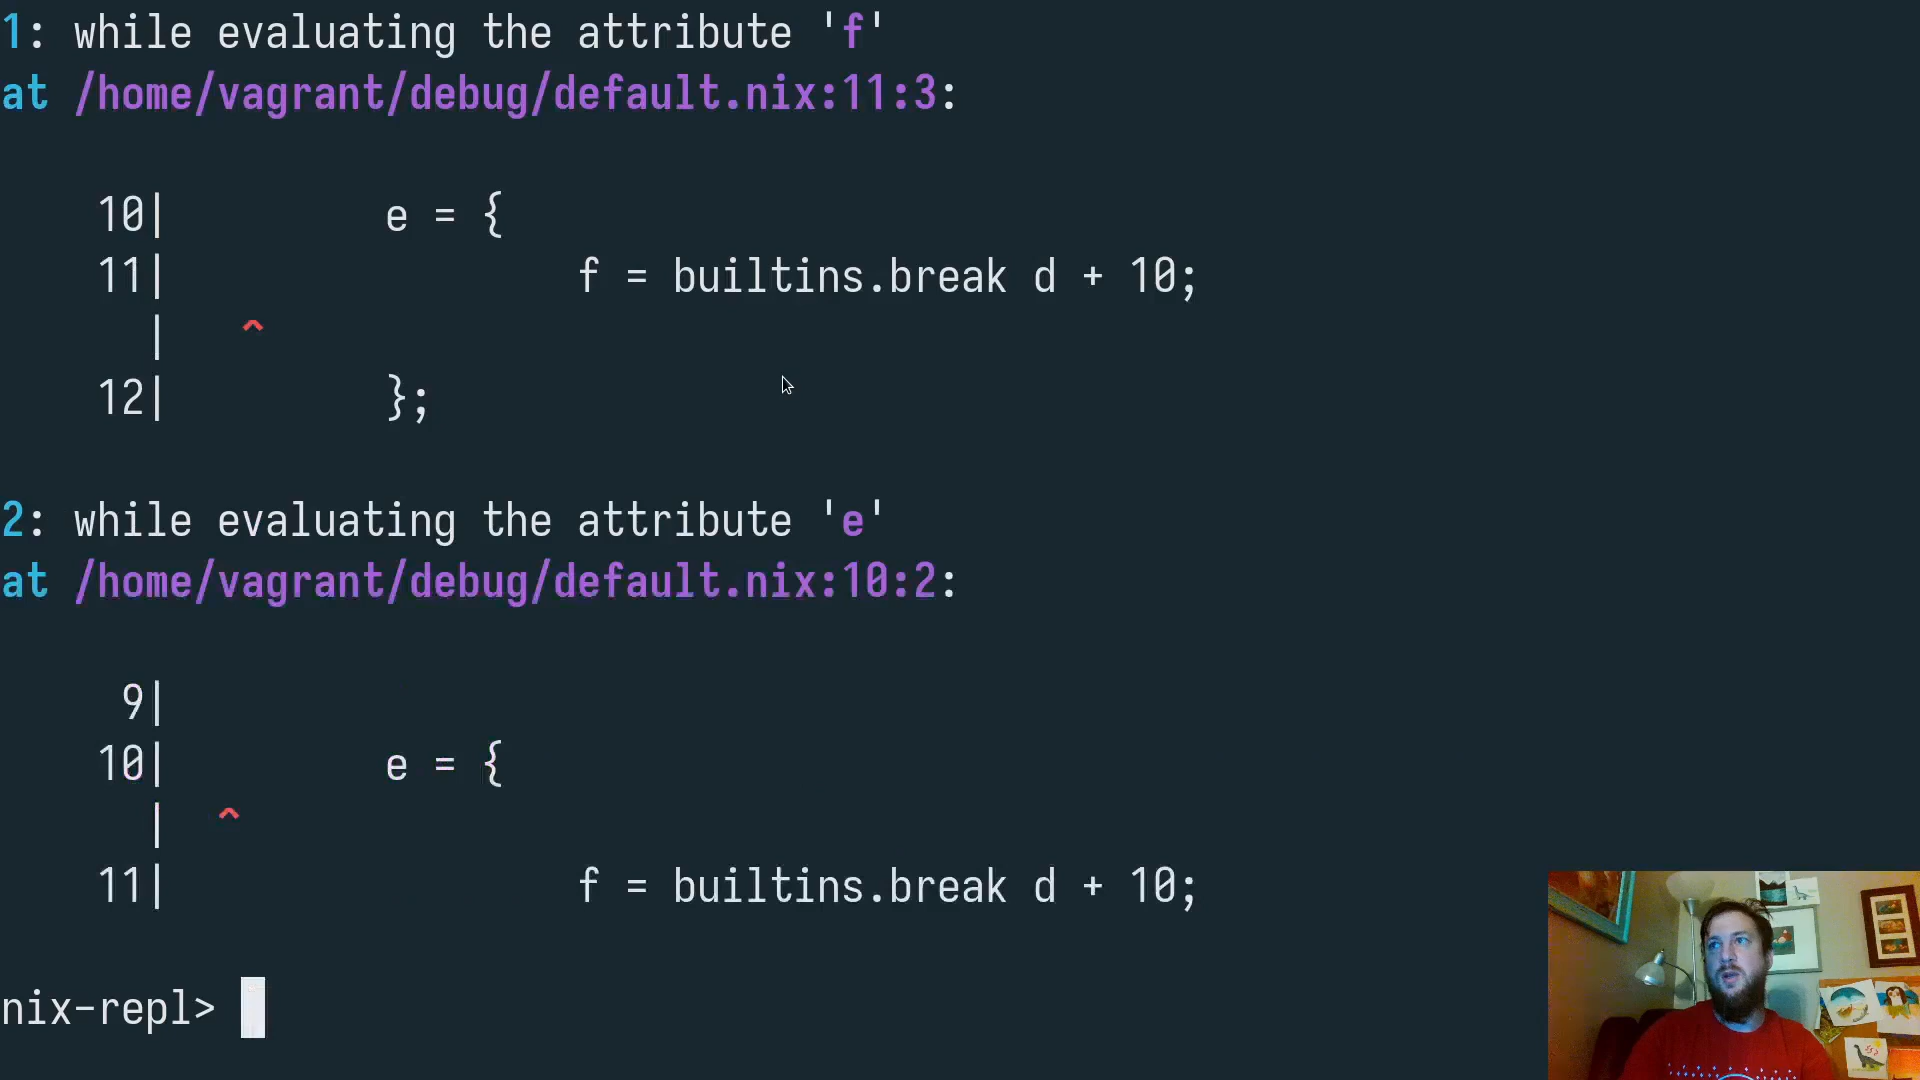 1: while evaluating the attribute 'f'
at /home/vagrant/debug/default.nix:11:3:
10| e = {
11| f = builtins.break d + 10;
| ^
12| };
2: while evaluating the attribute 'e'
at /home/vagrant/debug/default.nix:10:2:
9|
10| e = {
| ^
11| f = builtins.break d + 10;
nix-repl>